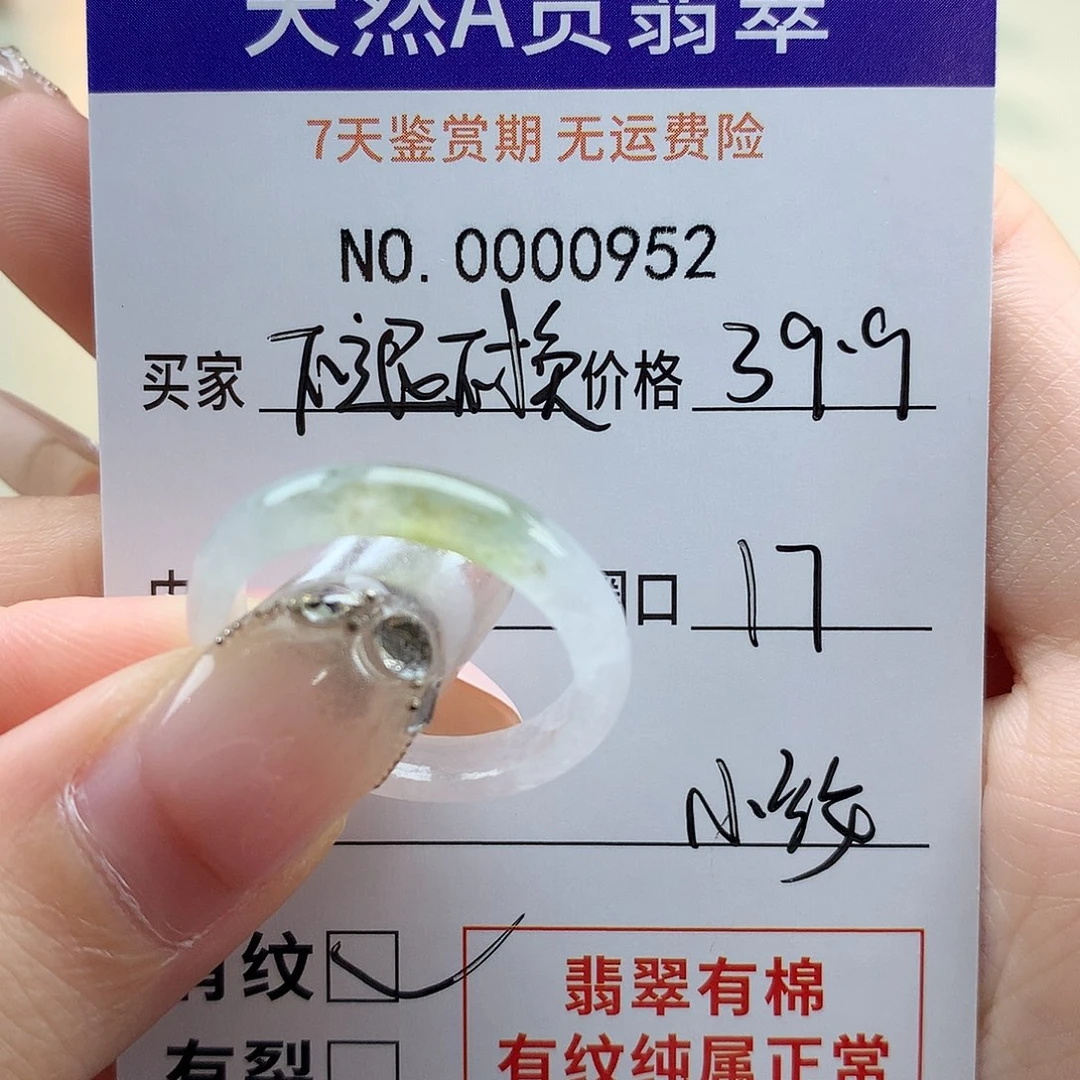 天然A货翡翠
7天鉴赏期 无运费险
NO. 0000952
买家 不退不换 价格 39.9
圈口 17
小
有纹
有裂
翡翠有棉
有纹纯属正常